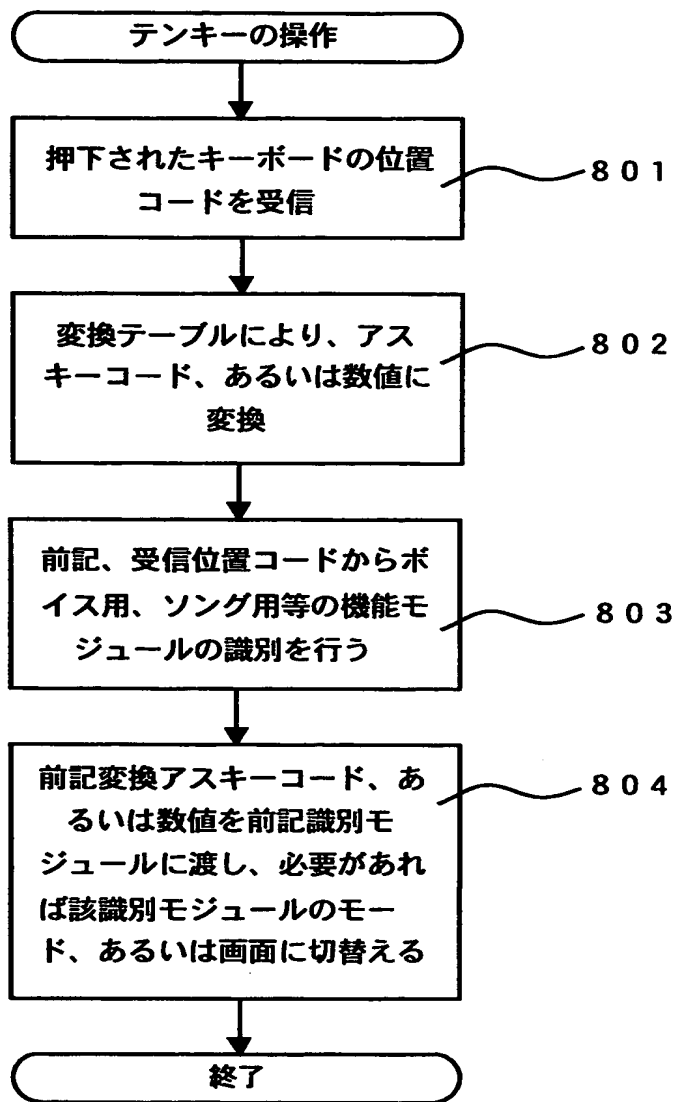 テンキーの操作
押下されたキーボードの位置
コードを受信
801
変換テーブルにより、アス
キーコード、あるいは数値に
変換
802
前記、受信位置コードからボ
イス用、ソング用等の機能モ
ジュールの識別を行う
803
前記変換アスキーコード、あ
るいは数値を前記識別モ
ジュールに渡し、必要があれ
ば該識別モジュールのモー
ド、あるいは画面に切替える
804
終了